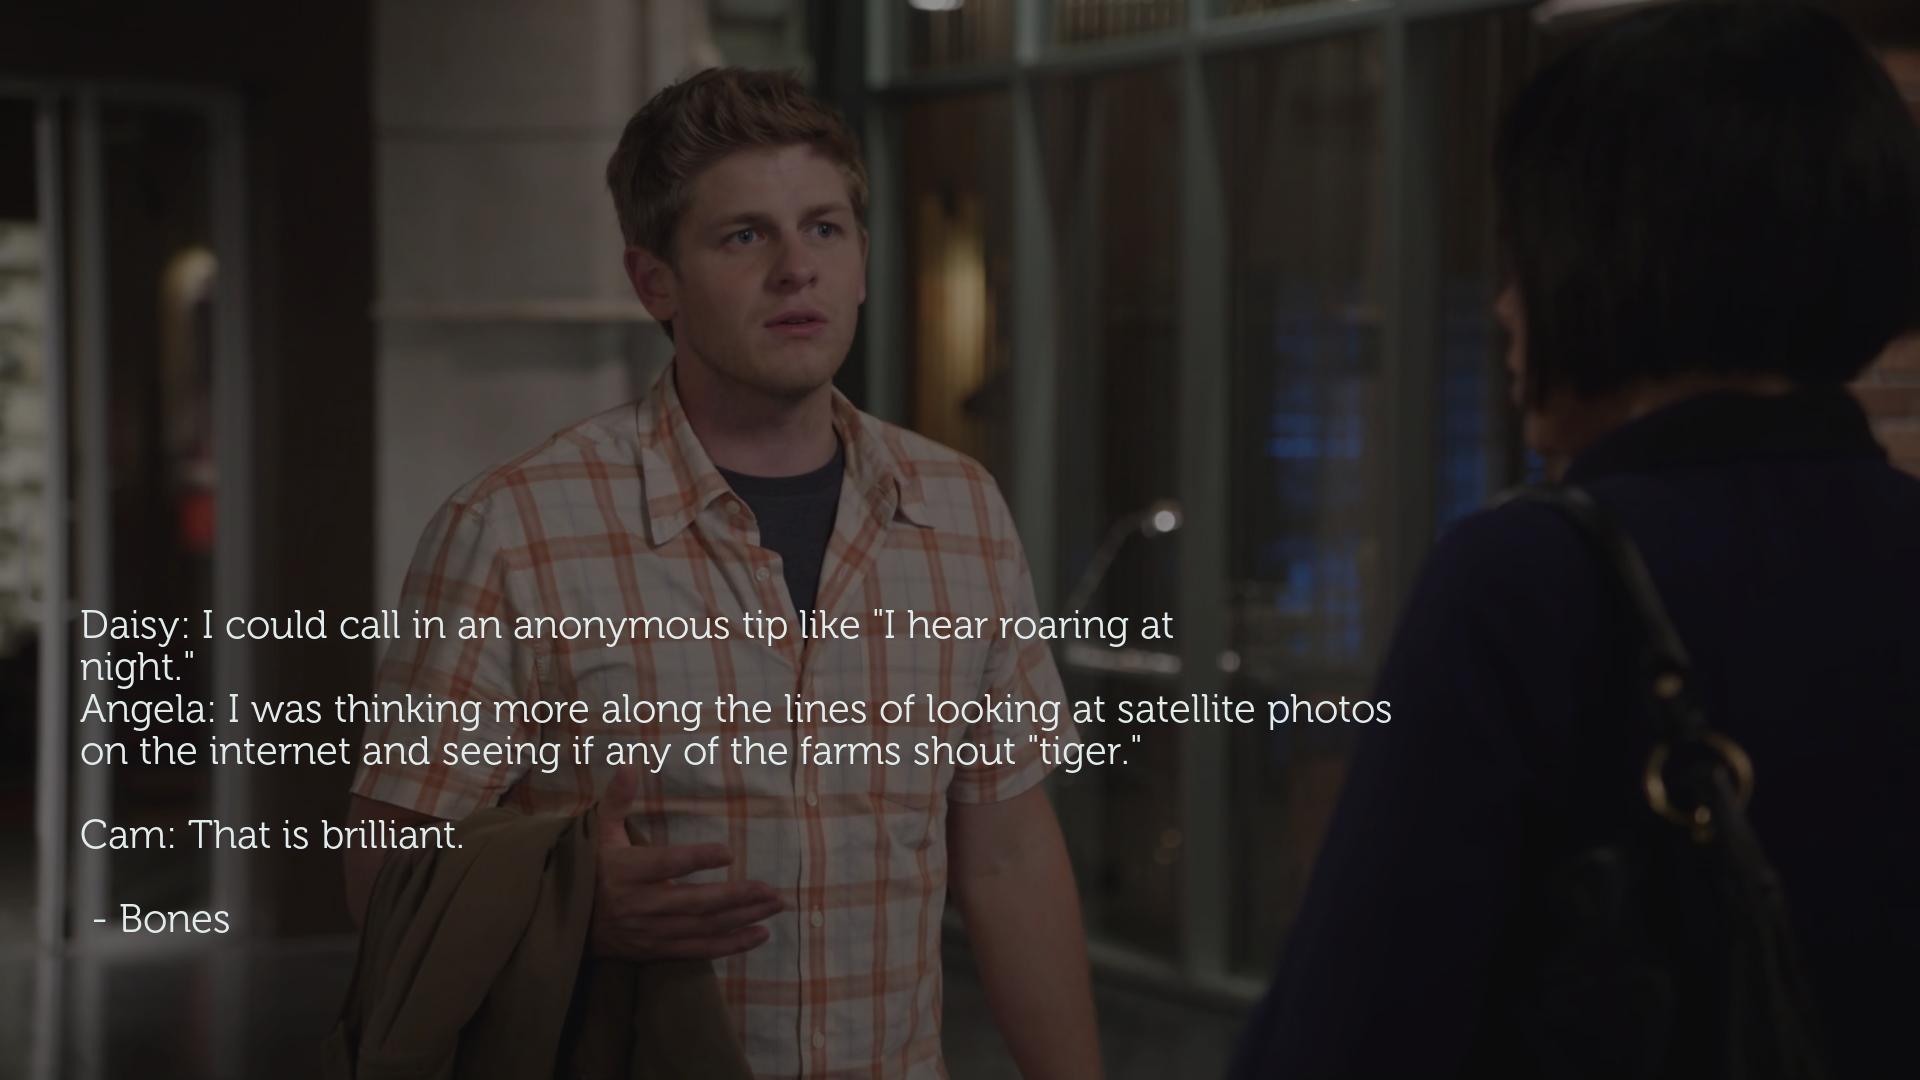 Daisy: I could call in an anonymous tip like "I hear roaring at
night."
Angela: I was thinking more along the lines of looking at satellite photos
on the internet and seeing if any of the farms shout "tiger."
Cam: That is brilliant.
- Bones